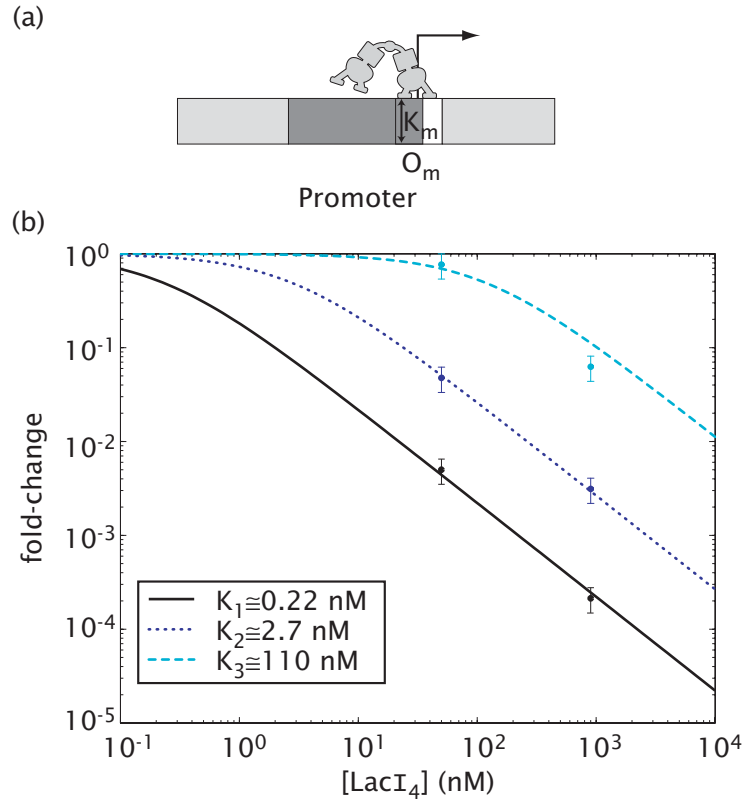 (a)
K_m
O_m
Promoter
(b)
10^0
10^-1
10^-2
10^-3
10^-4
10^-5
fold-change
K_1≅0.22 nM
K_2≅2.7 nM
K_3≅110 nM
10^-1 10^0 10^1 10^2 10^3 10^4
[LacI_4] (nM)